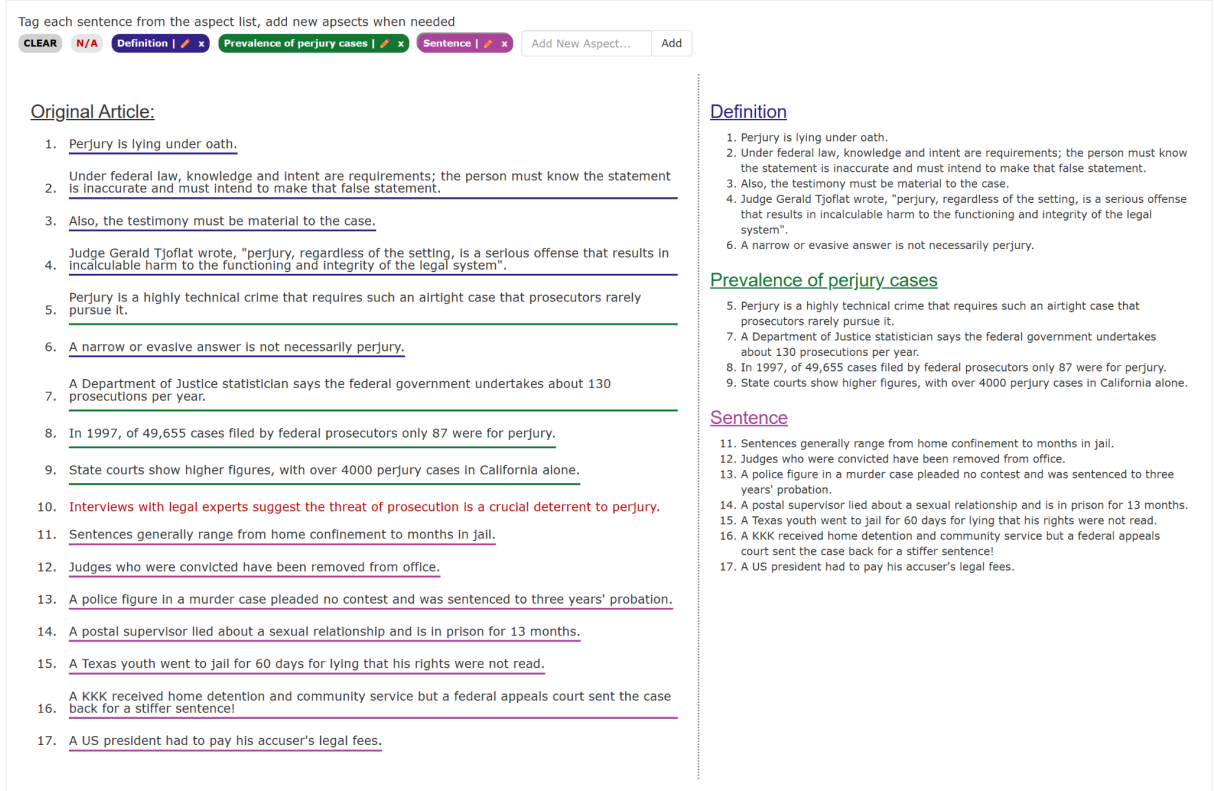 Tag each sentence from the aspect list, add new apsects when needed
CLEAR N/A Definition | x Prevalence of perjury cases | x Sentence | x Add New Aspect... Add
Original Article:
1. Perjury is lying under oath.
Under federal law, knowledge and intent are requirements; the person must know the statement
2. is inaccurate and must intend to make that false statement.
3. Also, the testimony must be material to the case.
Judge Gerald Tjoflat wrote, "perjury, regardless of the setting, is a serious offense that results in
4. incalculable harm to the functioning and integrity of the legal system".
Perjury is a highly technical crime that requires such an airtight case that prosecutors rarely
5. pursue it.
6. A narrow or evasive answer is not necessarily perjury.
A Department of Justice statistician says the federal government undertakes about 130
7. prosecutions per year.
8. In 1997, of 49,655 cases filed by federal prosecutors only 87 were for perjury.
9. State courts show higher figures, with over 4000 perjury cases in California alone.
10. Interviews with legal experts suggest the threat of prosecution is a crucial deterrent to perjury.
11. Sentences generally range from home confinement to months in jail.
12. Judges who were convicted have been removed from office.
13. A police figure in a murder case pleaded no contest and was sentenced to three years' probation.
14. A postal supervisor lied about a sexual relationship and is in prison for 13 months.
15. A Texas youth went to jail for 60 days for lying that his rights were not read.
A KKK received home detention and community service but a federal appeals court sent the case
16. back for a stiffer sentence!
17. A US president had to pay his accuser's legal fees.
Definition
1. Perjury is lying under oath.
2. Under federal law, knowledge and intent are requirements; the person must know
the statement is inaccurate and must intend to make that false statement.
3. Also, the testimony must be material to the case.
4. Judge Gerald Tjoflat wrote, "perjury, regardless of the setting, is a serious offense
that results in incalculable harm to the functioning and integrity of the legal
system".
6. A narrow or evasive answer is not necessarily perjury.
Prevalence of perjury cases
5. Perjury is a highly technical crime that requires such an airtight case that
prosecutors rarely pursue it.
7. A Department of Justice statistician says the federal government undertakes
about 130 prosecutions per year.
8. In 1997, of 49,655 cases filed by federal prosecutors only 87 were for perjury.
9. State courts show higher figures, with over 4000 perjury cases in California alone.
Sentence
11. Sentences generally range from home confinement to months in jail.
12. Judges who were convicted have been removed from office.
13. A police figure in a murder case pleaded no contest and was sentenced to three
years' probation.
14. A postal supervisor lied about a sexual relationship and is in prison for 13 months.
15. A Texas youth went to jail for 60 days for lying that his rights were not read.
16. A KKK received home detention and community service but a federal appeals
court sent the case back for a stiffer sentence!
17. A US president had to pay his accuser's legal fees.